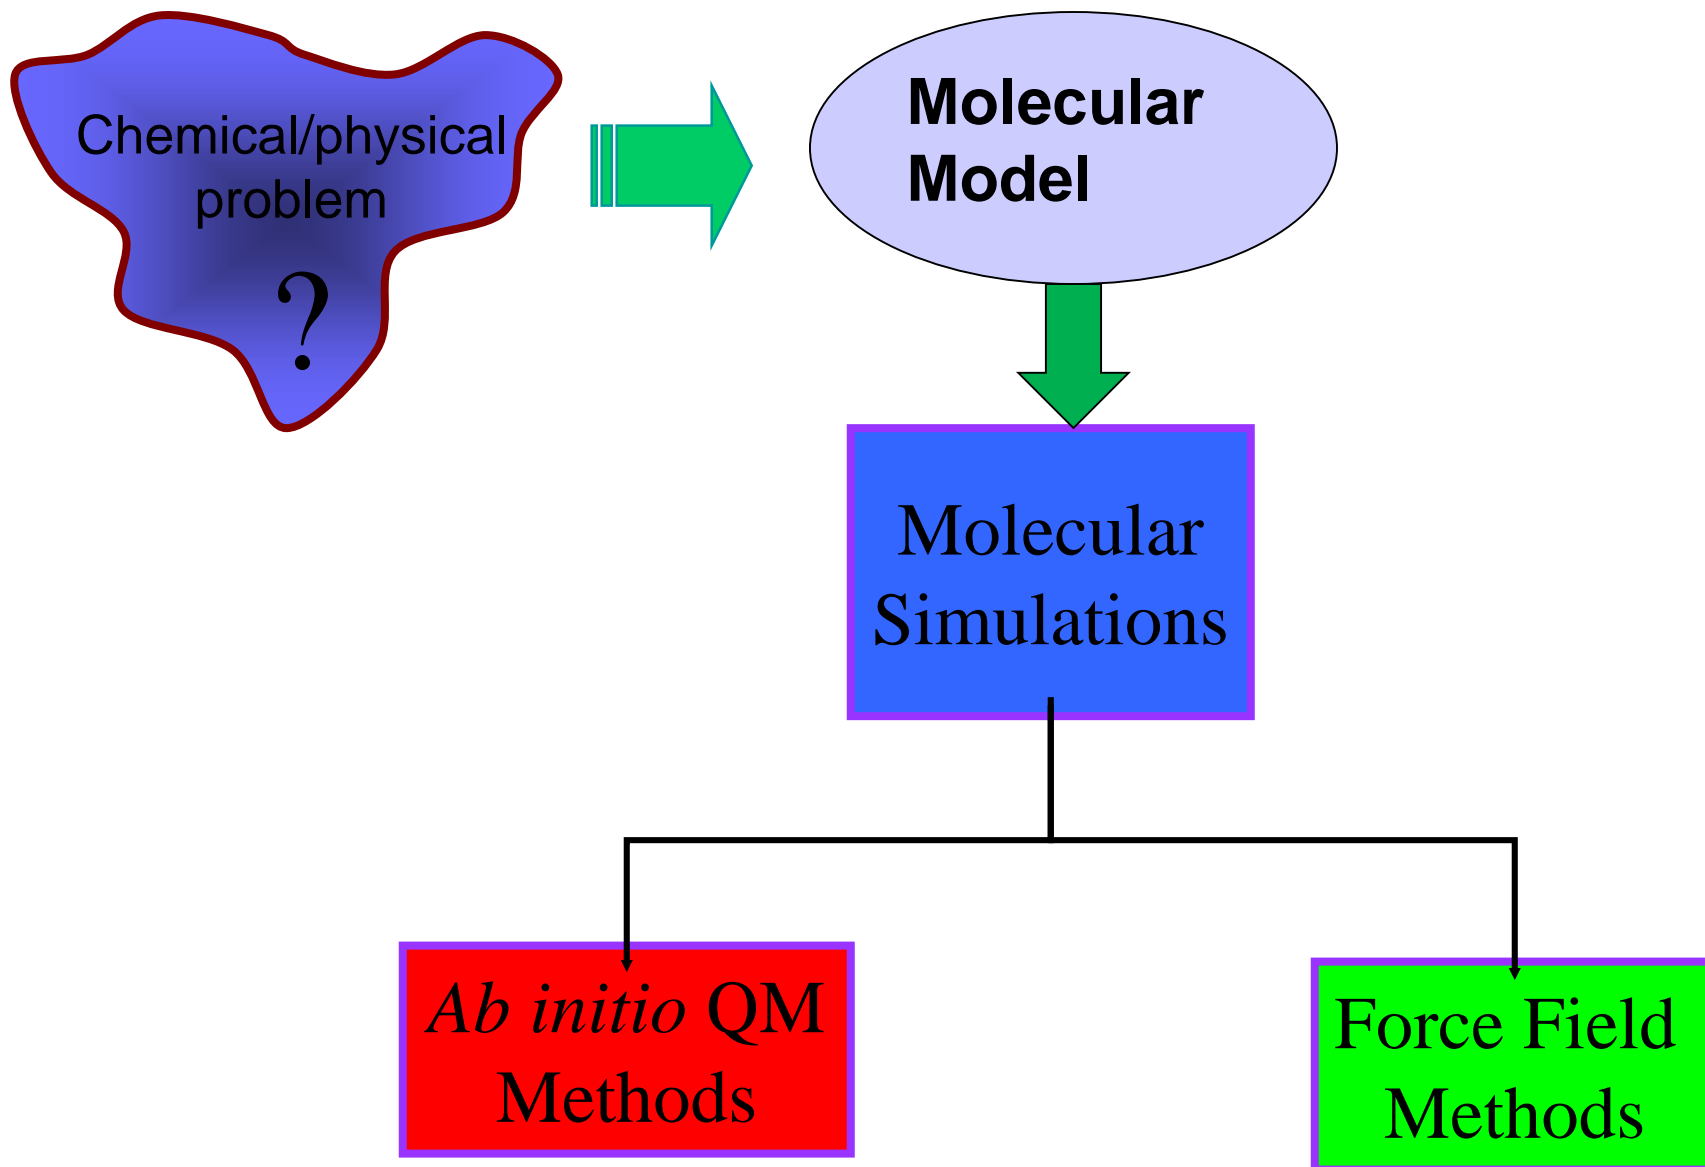 Chemical/physical
problem
?
Molecular
Model
Molecular
Simulations
Ab initio QM
Methods
Force Field
Methods